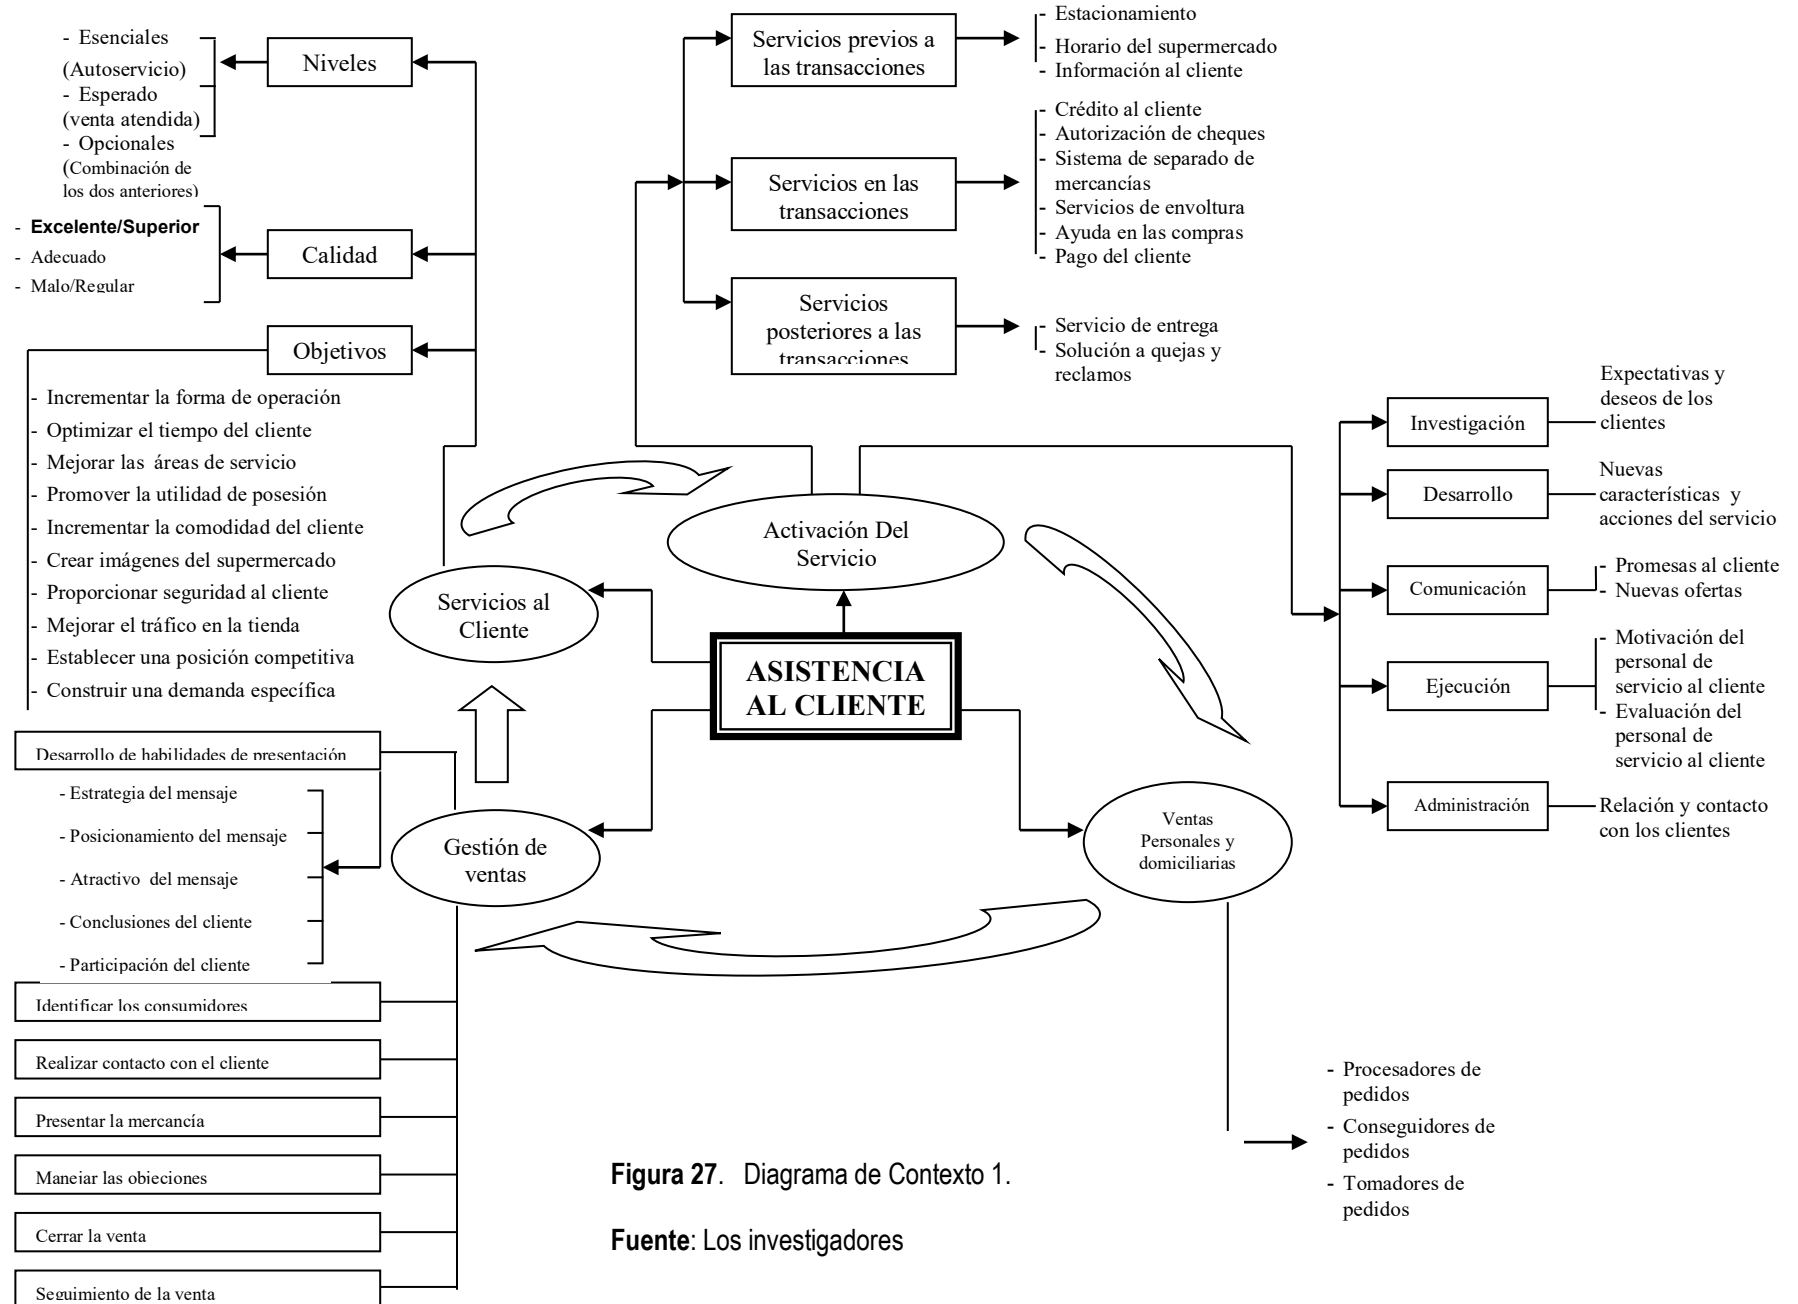 - Esenciales
(Autoservicio)
- Esperado
(venta atendida)
- Opcionales
(Combinación de
los dos anteriores)
Niveles
- Excelente/Superior
- Adecuado
- Malo/Regular
Calidad
Objetivos
- Incrementar la forma de operación
- Optimizar el tiempo del cliente
- Mejorar las áreas de servicio
- Promover la utilidad de posesión
- Incrementar la comodidad del cliente
- Crear imágenes del supermercado
- Proporcionar seguridad al cliente
- Mejorar el tráfico en la tienda
- Establecer una posición competitiva
- Construir una demanda específica
Servicios previos a
las transacciones
- Estacionamiento
- Horario del supermercado
- Información al cliente
Servicios en las
transacciones
- Crédito al cliente
- Autorización de cheques
- Sistema de separado de
mercancías
- Servicios de envoltura
- Ayuda en las compras
- Pago del cliente
Servicios
posteriores a las
transacciones
- Servicio de entrega
- Solución a quejas y
reclamos
Activación Del
Servicio
Servicios al
Cliente
ASISTENCIA
AL CLIENTE
Investigación
Expectativas y
deseos de los
clientes
Desarrollo
Nuevas
características y
acciones del servicio
Comunicación
- Promesas al cliente
- Nuevas ofertas
Ejecución
- Motivación del
personal de
servicio al cliente
- Evaluación del
personal de
servicio al cliente
Administración
Relación y contacto
con los clientes
Desarrollo de habilidades de presentación
- Estrategia del mensaje
- Posicionamiento del mensaje
- Atractivo del mensaje
- Conclusiones del cliente
- Participación del cliente
Gestión de
ventas
Ventas
Personales y
domiciliarias
Identificar los consumidores
Realizar contacto con el cliente
Presentar la mercancía
Manejar las objeciones
Cerrar la venta
Seguimiento de la venta
- Procesadores de
pedidos
- Conseguidores de
pedidos
- Tomadores de
pedidos
Figura 27. Diagrama de Contexto 1.
Fuente: Los investigadores